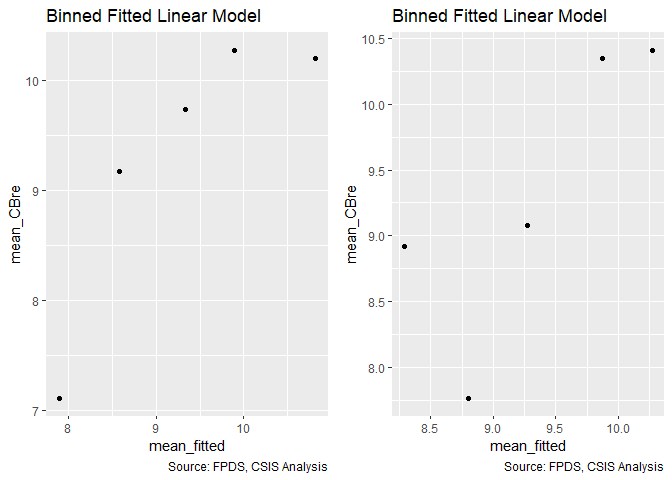 Binned Fitted Linear Model
10
9
8
7
mean_CBre
8
9
10
mean_fitted
Source: FPDS, CSIS Analysis
Binned Fitted Linear Model
10.5
10.0
9.5
9.0
8.5
8.0
mean_CBre
8.5
9.0
9.5
10.0
mean_fitted
Source: FPDS, CSIS Analysis